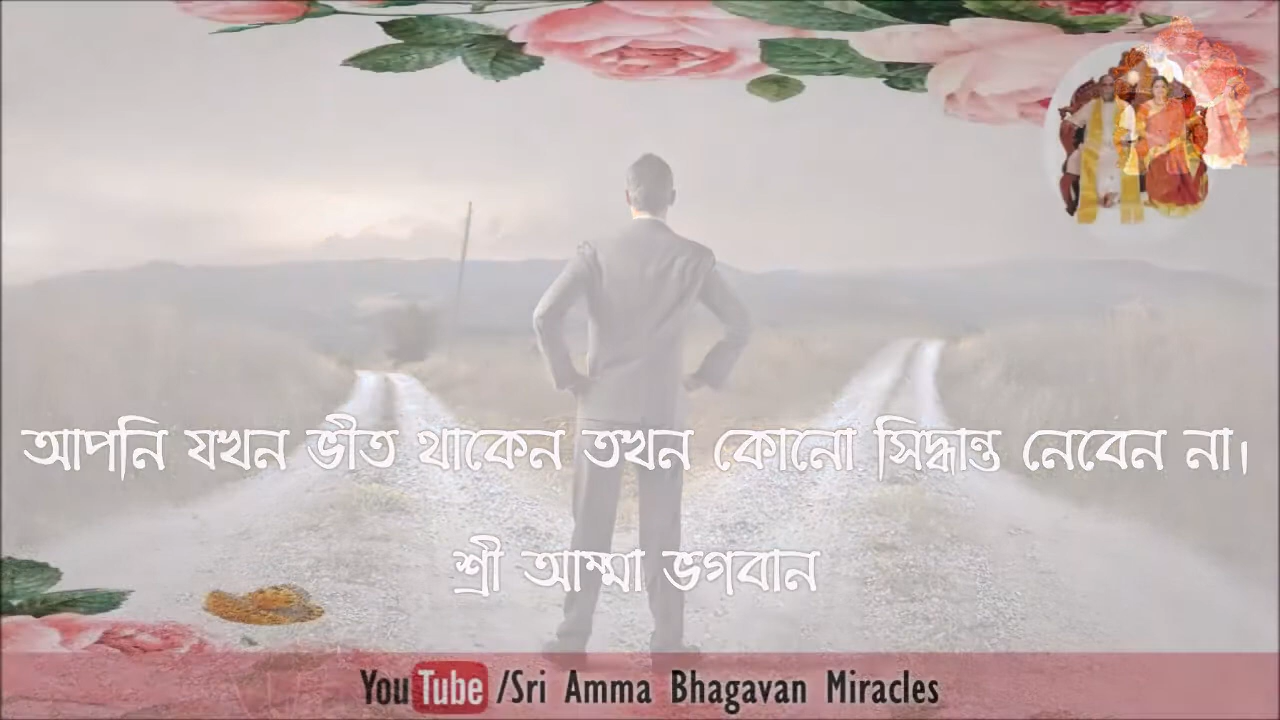 আপনি যখন ভীত থাকেন তখন কোনো সিদ্ধান্ত নেবেন না।
শ্রী আম্মা ভগবান
YouTube /Sri Amma Bhagavan Miracles